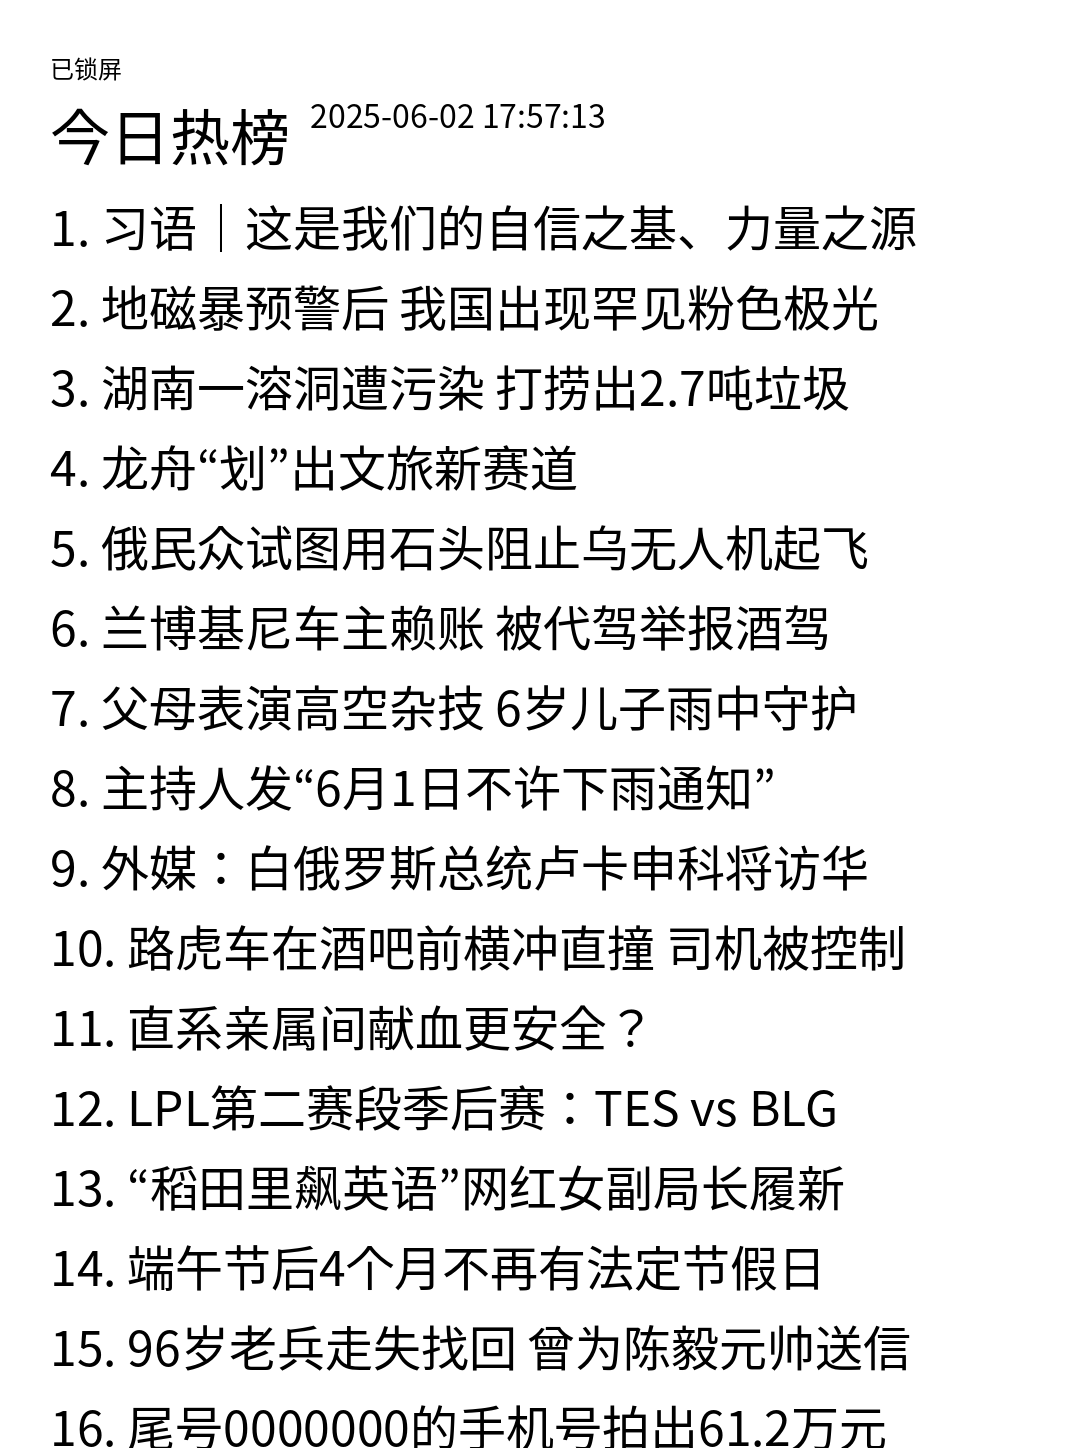 已锁屏
今日热榜 2025-06-02 17:57:13
1. 习语｜这是我们的自信之基、力量之源
2. 地磁暴预警后 我国出现罕见粉色极光
3. 湖南一溶洞遭污染 打捞出2.7吨垃圾
4. 龙舟“划”出文旅新赛道
5. 俄民众试图用石头阻止乌无人机起飞
6. 兰博基尼车主赖账 被代驾举报酒驾
7. 父母表演高空杂技 6岁儿子雨中守护
8. 主持人发“6月1日不许下雨通知”
9. 外媒：白俄罗斯总统卢卡申科将访华
10. 路虎车在酒吧前横冲直撞 司机被控制
11. 直系亲属间献血更安全？
12. LPL第二赛段季后赛：TES vs BLG
13. “稻田里飙英语”网红女副局长履新
14. 端午节后4个月不再有法定节假日
15. 96岁老兵走失找回 曾为陈毅元帅送信
16. 尾号0000000的手机号拍出61.2万元